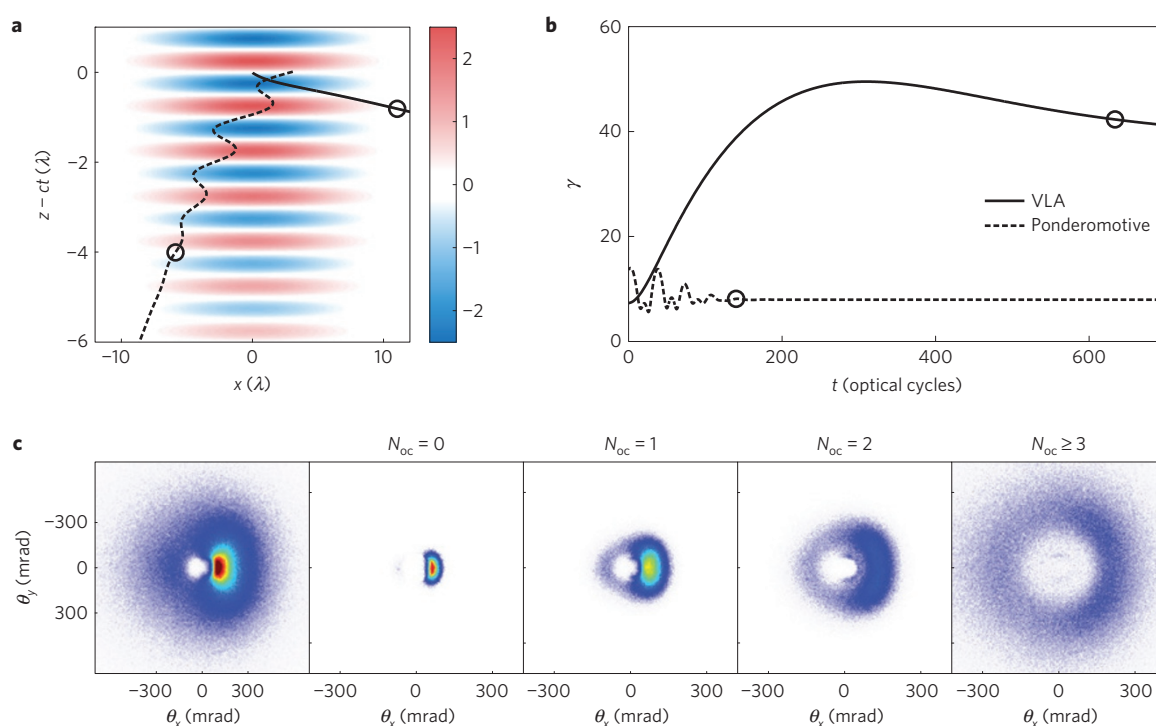 a
z − ct (λ)
0
−2
−4
−6
−10
0
10
x (λ)
2
1
0
−1
−2
b
γ
60
40
20
0
0
200
400
600
t (optical cycles)
VLA
Ponderomotive
c
N_oc = 0
N_oc = 1
N_oc = 2
N_oc ≥ 3
θ_y (mrad)
−300
0
300
−300 0 300
−300 0 300
−300 0 300
−300 0 300
−300 0 300
θ_x (mrad)
θ_x (mrad)
θ_x (mrad)
θ_x (mrad)
θ_x (mrad)